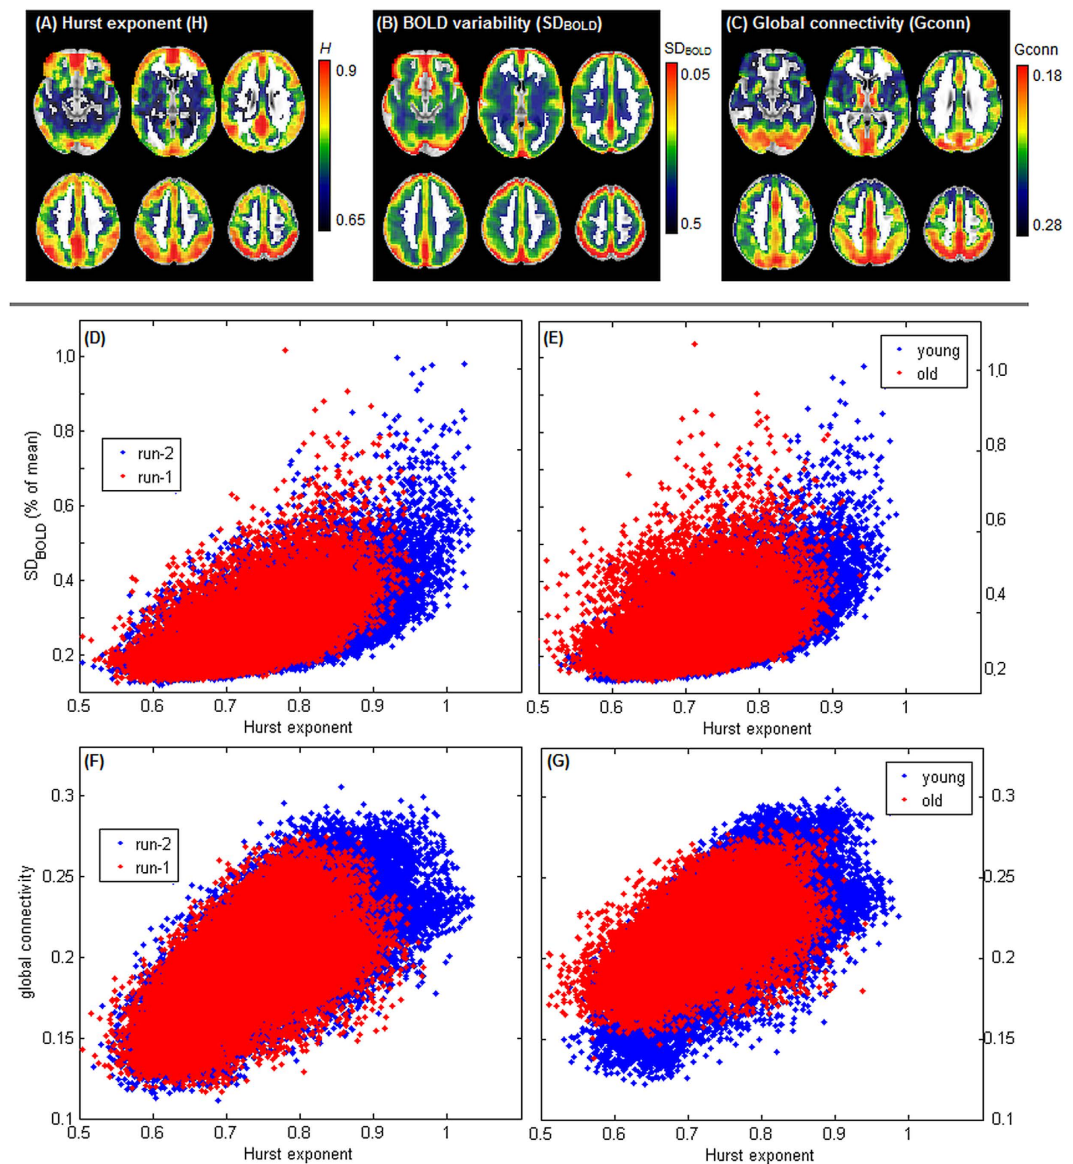 (A) Hurst exponent (H)
H
0.9
0.65
(B) BOLD variability (SDBOLD)
SDBOLD
0.05
0.5
(C) Global connectivity (Gconn)
Gconn
0.18
0.28
(D)
1.0
0.8
0.6
0.4
0.2
SDBOLD (% of mean)
run-2
run-1
0.5 0.6 0.7 0.8 0.9 1
Hurst exponent
(E)
young
old
1.0
0.8
0.6
0.4
0.2
0.5 0.6 0.7 0.8 0.9 1
Hurst exponent
(F)
0.3
0.25
0.2
0.15
0.1
global connectivity
run-2
run-1
0.5 0.6 0.7 0.8 0.9 1
Hurst exponent
(G)
young
old
0.3
0.25
0.2
0.15
0.1
0.5 0.6 0.7 0.8 0.9 1
Hurst exponent